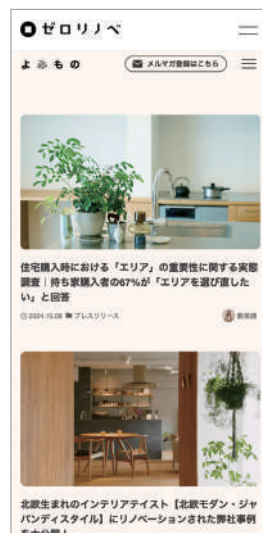 ゼロリノベ
よみもの
メルマガ登録はこちら
住宅購入時における「エリア」の重要性に関する実態
調査｜持ち家購入者の67%が「エリアを選び直した
い」と回答
2024.10.08 プレスリリース
北欧生まれのインテリアテイスト【北欧モダン・ジャ
パンディスタイル】にリノベーションされた弊社事例
を大公開！